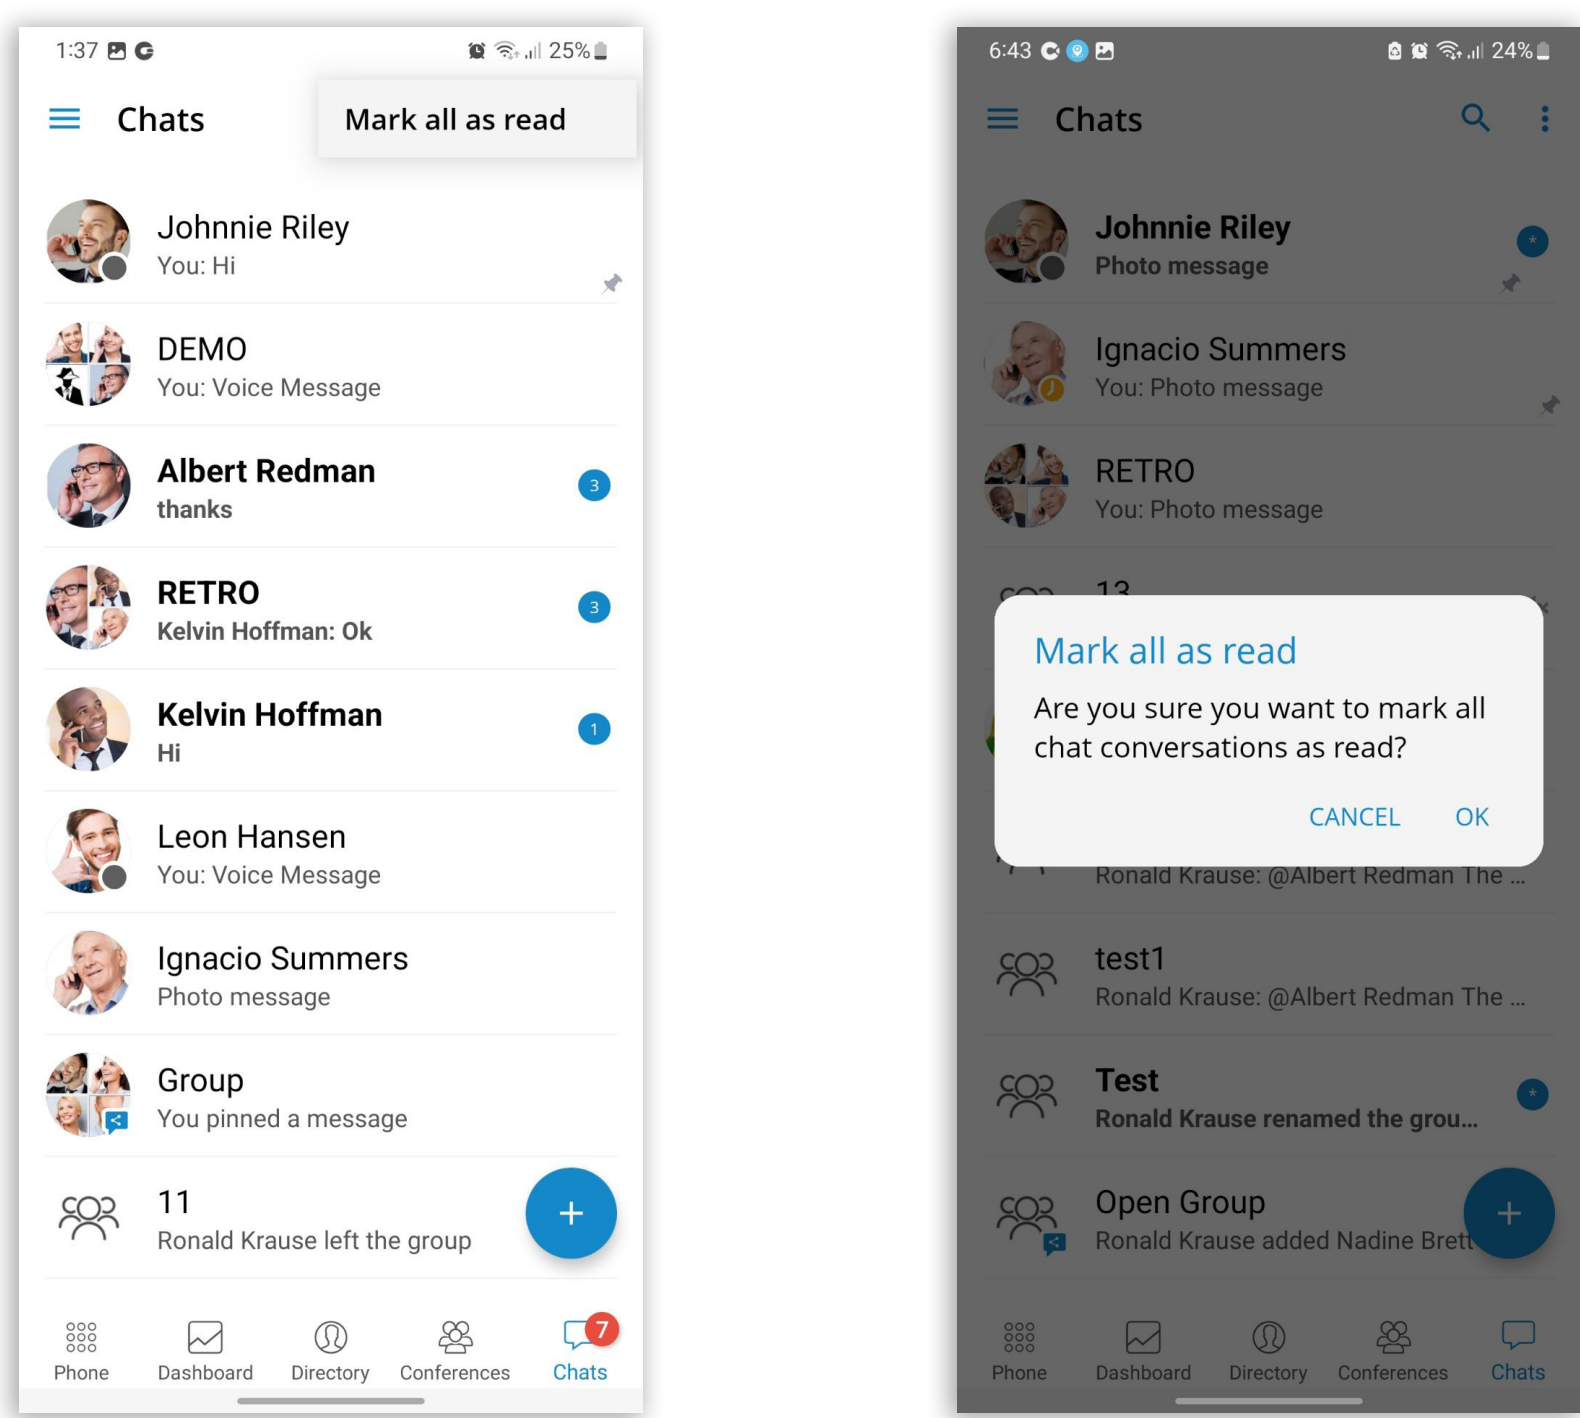 1:37
25%
Chats
Mark all as read
Johnnie Riley
You: Hi
DEMO
You: Voice Message
Albert Redman
3
thanks
RETRO
3
Kelvin Hoffman: Ok
Kelvin Hoffman
1
Hi
Leon Hansen
You: Voice Message
Ignacio Summers
Photo message
Group
You pinned a message
11
+
Ronald Krause left the group
7
Phone
Dashboard
Directory
Conferences
Chats
6:43
24%
Chats
Johnnie Riley
*
Photo message
Ignacio Summers
You: Photo message
RETRO
You: Photo message
13
Mark all as read
Are you sure you want to mark all
chat conversations as read?
CANCEL
OK
Ronald Krause: @Albert Redman The ...
test1
Ronald Krause: @Albert Redman The ...
Test
*
Ronald Krause renamed the grou...
Open Group
+
Ronald Krause added Nadine Brett
Phone
Dashboard
Directory
Conferences
Chats